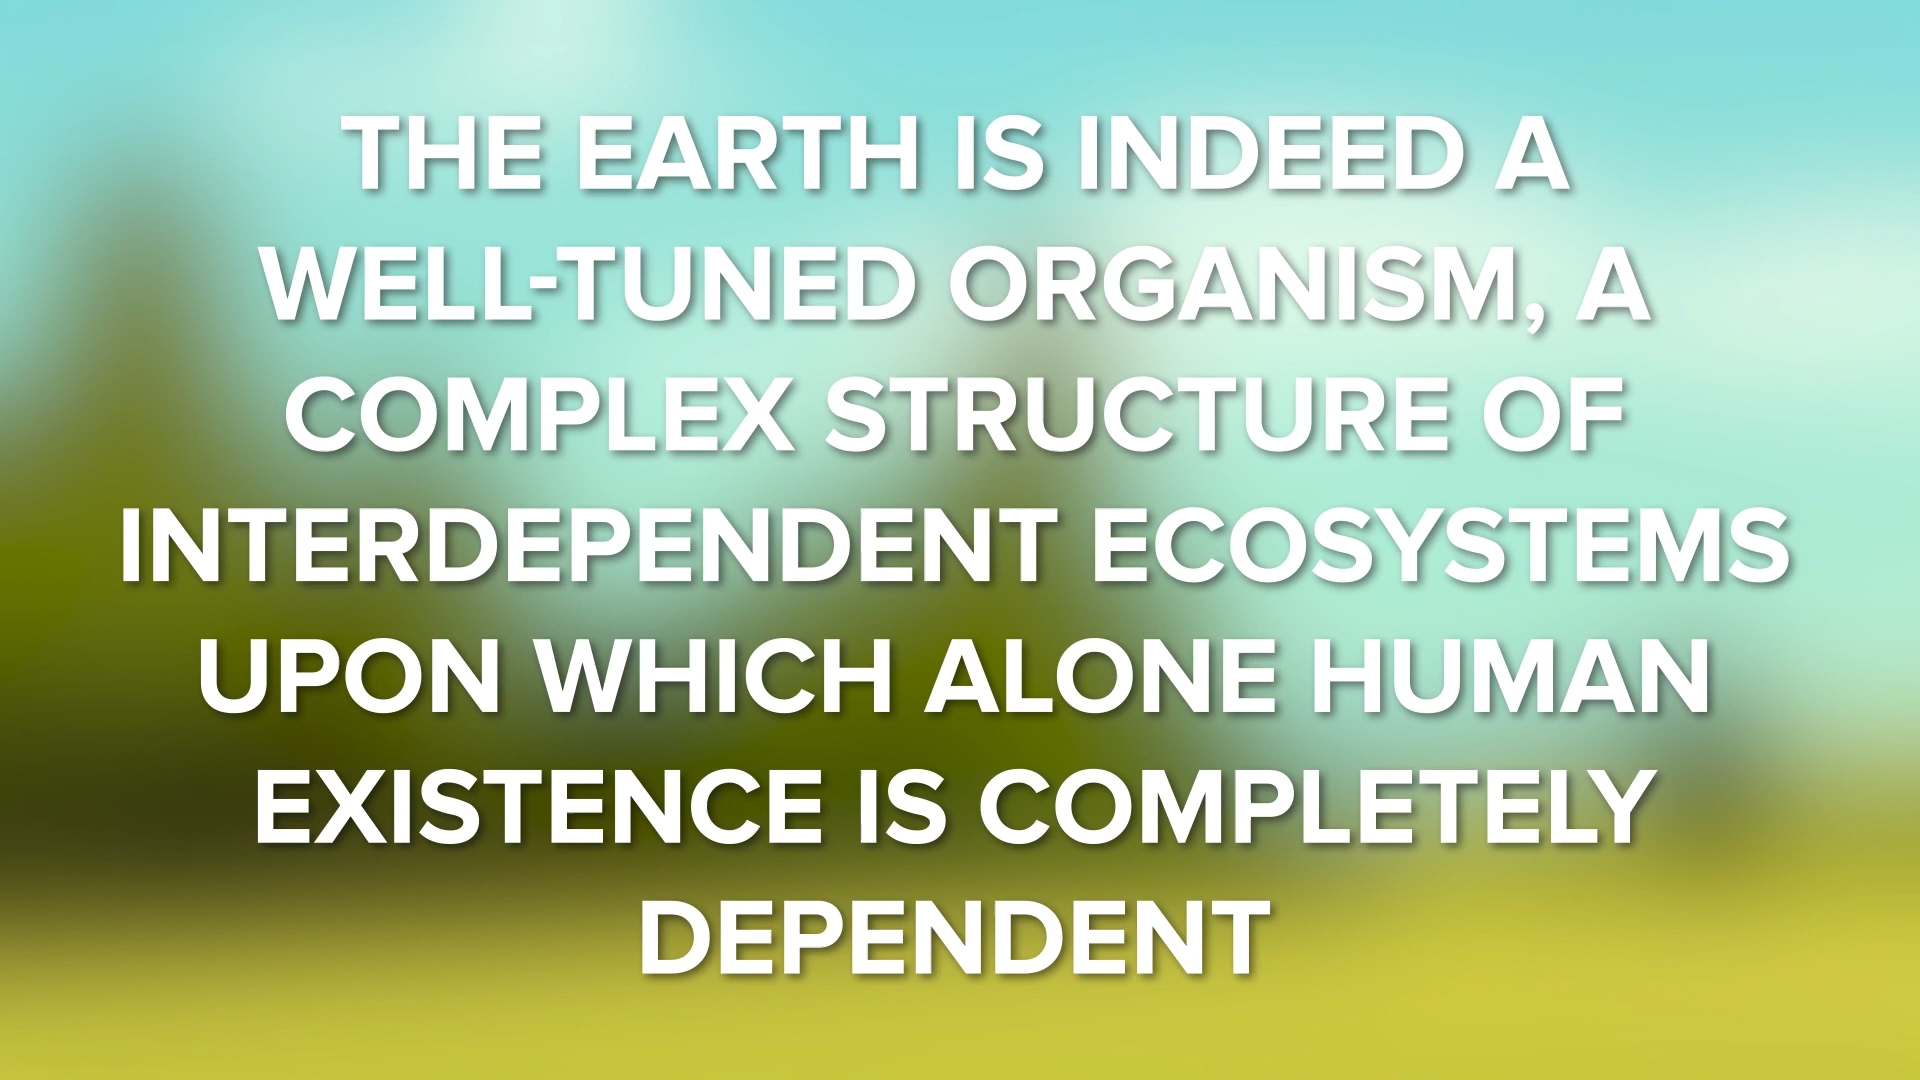 THE EARTH IS INDEED A
WELL-TUNED ORGANISM, A
COMPLEX STRUCTURE OF
INTERDEPENDENT ECOSYSTEMS
UPON WHICH ALONE HUMAN
EXISTENCE IS COMPLETELY
DEPENDENT